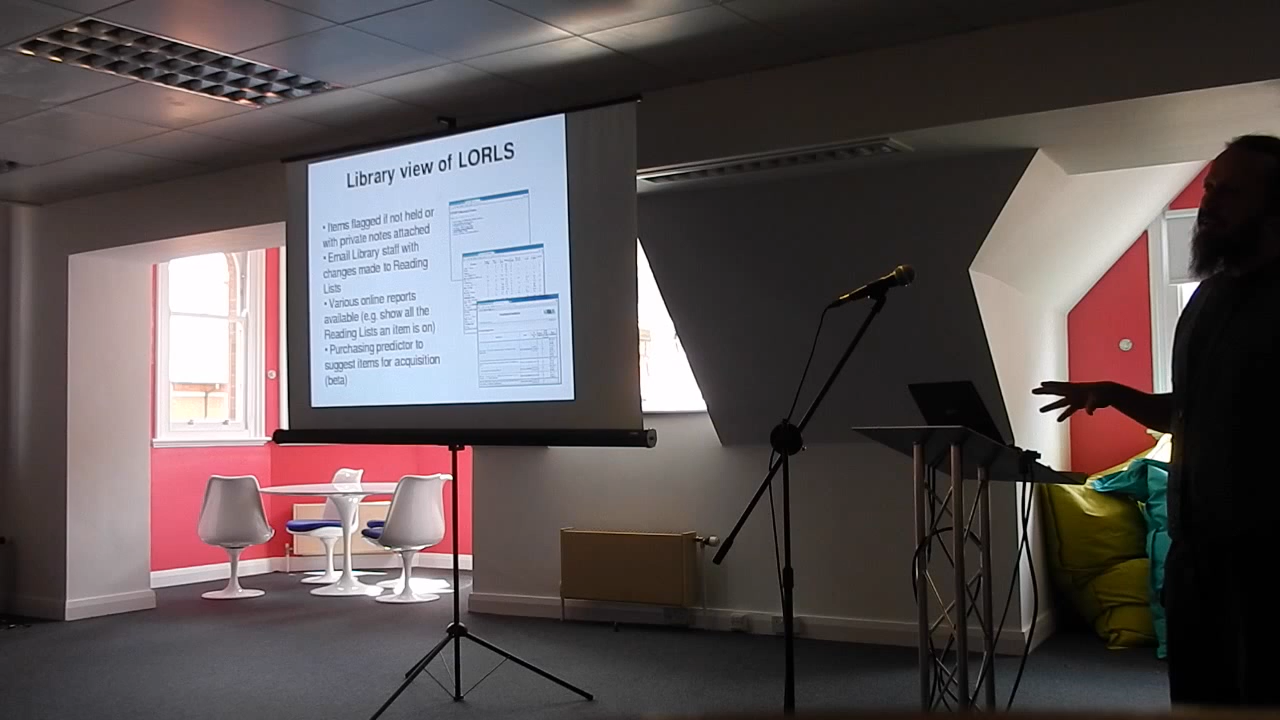 Library view of LORLS
• Items flagged if not held or
with private notes attached
• Email Library staff with
changes made to Reading
Lists
• Various online reports
available (e.g. show all the
Reading Lists an item is on)
• Purchasing predictor to
suggest items for acquisition
(beta)